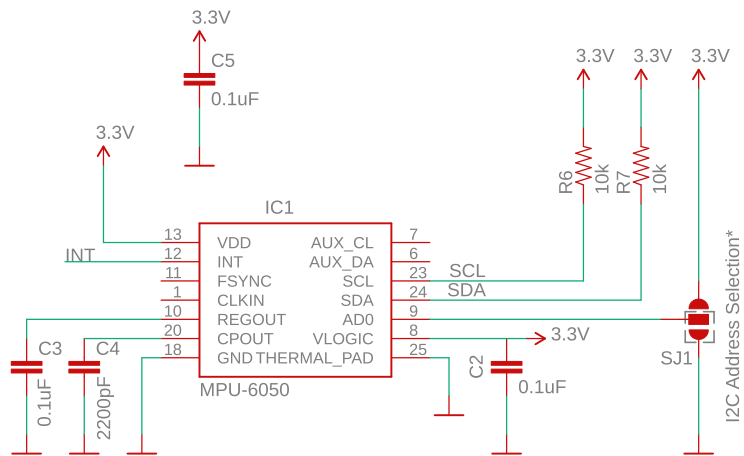 3.3V
C5
0.1uF
3.3V
3.3V
3.3V
3.3V
R6
10k
R7
10k
IC1
INT
13 VDD
12 INT
11 FSYNC
1 CLKIN
10 REGOUT
20 CPOUT
18 GND
AUX_CL 7
AUX_DA 6
SCL 23 SCL
SDA 24 SDA
AD0 9
VLOGIC 8
THERMAL_PAD 25
MPU-6050
3.3V
C3
0.1uF
C4
2200pF
C2
0.1uF
SJ1
I2C Address Selection*